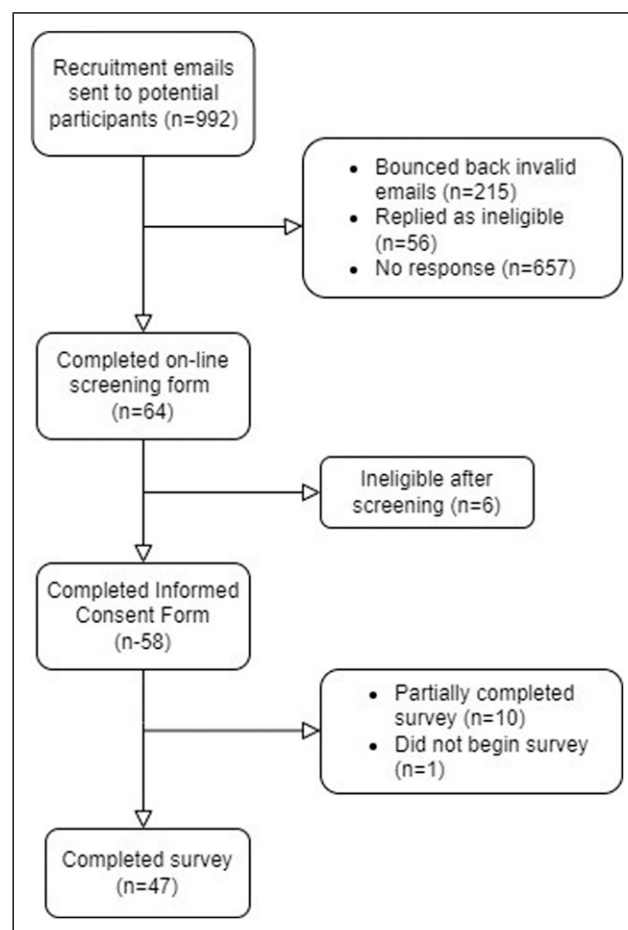 Recruitment emails
sent to potential
participants (n=992)
• Bounced back invalid
emails (n=215)
• Replied as ineligible
(n=56)
• No response (n=657)
Completed on-line
screening form
(n=64)
Ineligible after
screening (n=6)
Completed Informed
Consent Form
(n-58)
• Partially completed
survey (n=10)
• Did not begin survey
(n=1)
Completed survey
(n=47)